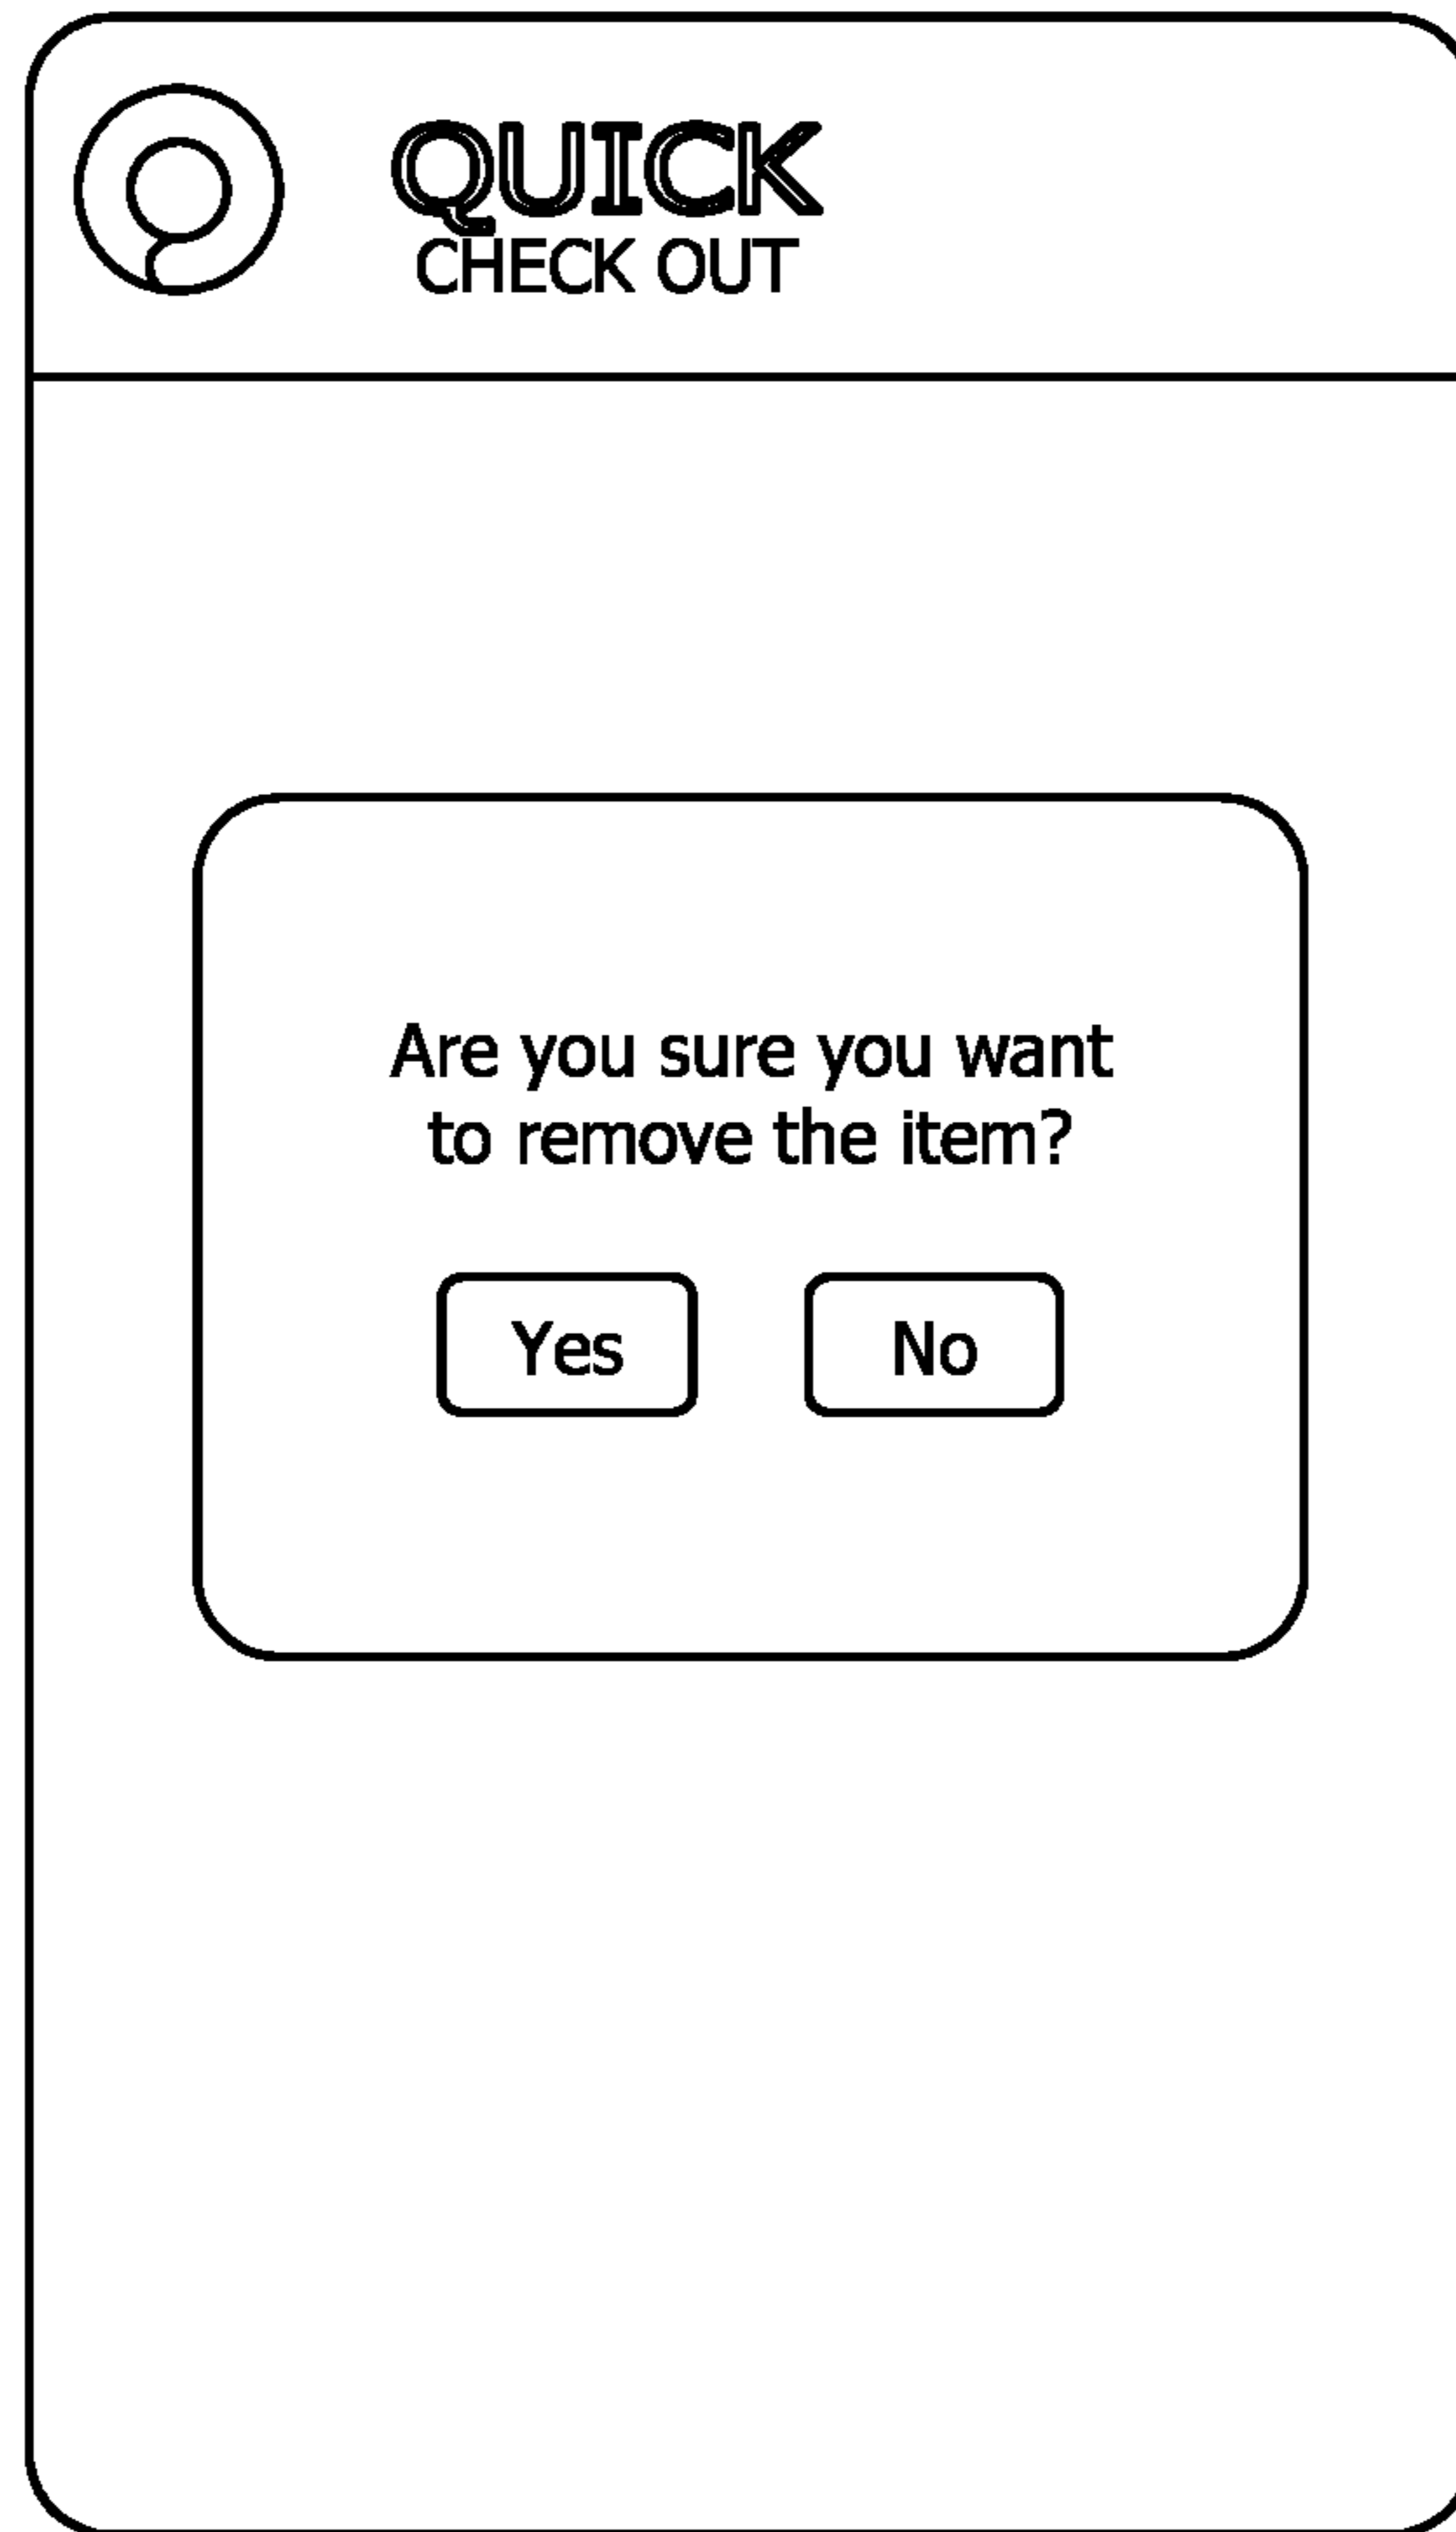 QUICK
CHECK OUT
Are you sure you want
to remove the item?
Yes No